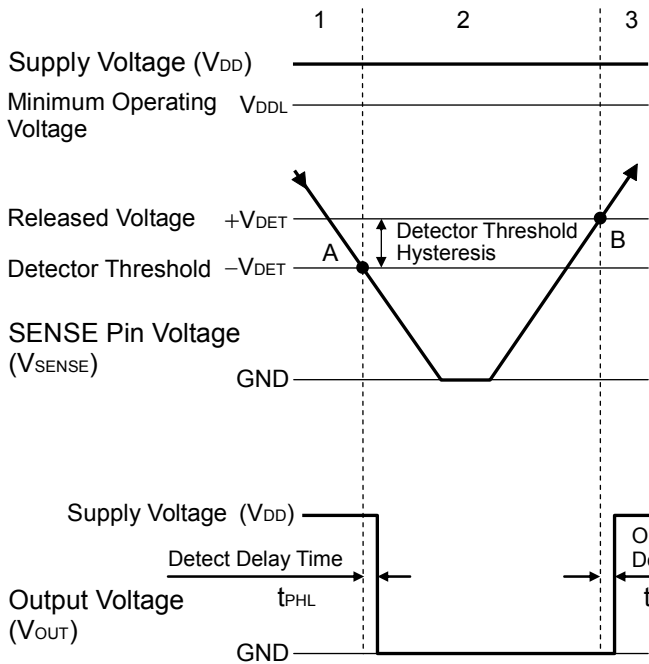 1 2 3
Supply Voltage (VDD)
Minimum Operating VDDL
Voltage
Released Voltage +VDET
Detector Threshold
Hysteresis
A
B
Detector Threshold −VDET
SENSE Pin Voltage
(VSENSE)
GND
Supply Voltage (VDD)
Detect Delay Time
tPHL
Output Voltage
(VOUT)
GND